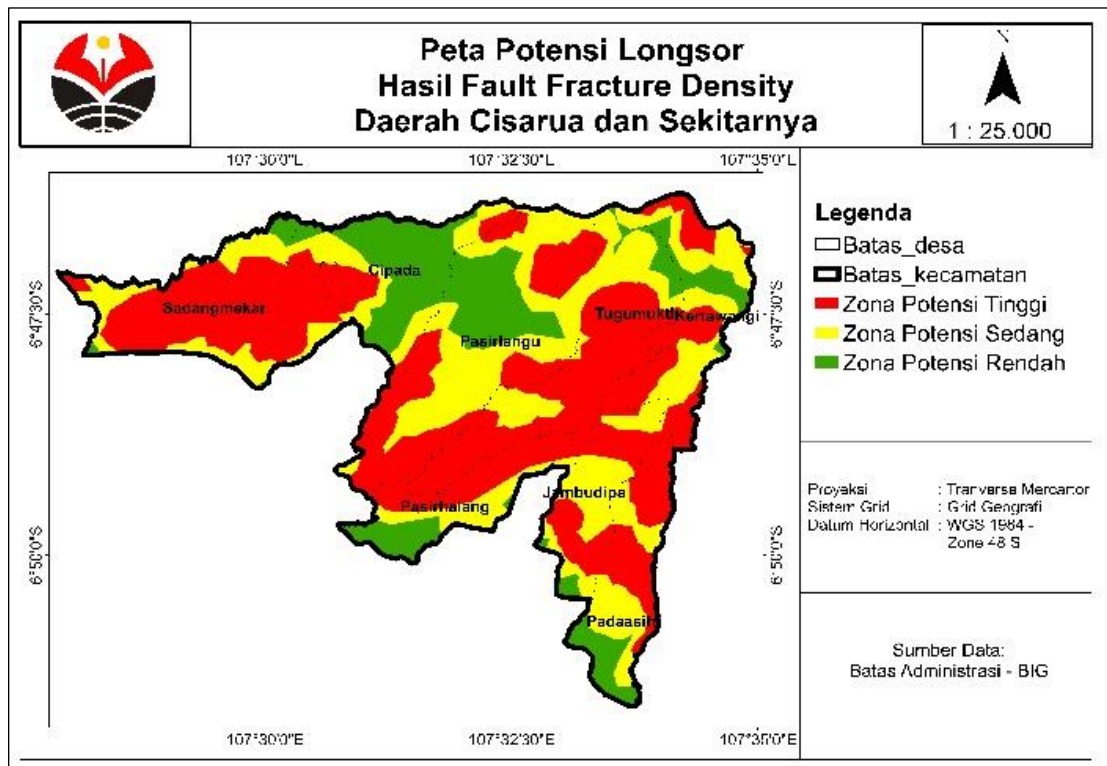 Peta Potensi Longsor
Hasil Fault Fracture Density
Daerah Cisarua dan Sekitarnya
N
1 : 25.000
107°30'0"E 107°32'30"E 107°35'0"E
Legenda
Batas_desa
Batas_kecamatan
Zona Potensi Tinggi
Zona Potensi Sedang
Zona Potensi Rendah
6°47'30"S
6°47'30"S
Cipada
Sadangmekar
Tugumukti
Kertawangi
Pasirlangu
Jambudipa
Pasirhalang
6°50'0"S
6°50'0"S
Padaasih
Proyeksi : Tranversa Mercator
Sistem Grid : Grid Geografi
Datum Horizontal : WGS 1984 -
Zone 48 S
Sumber Data:
Batas Administrasi - BIG
107°30'0"E 107°32'30"E 107°35'0"E